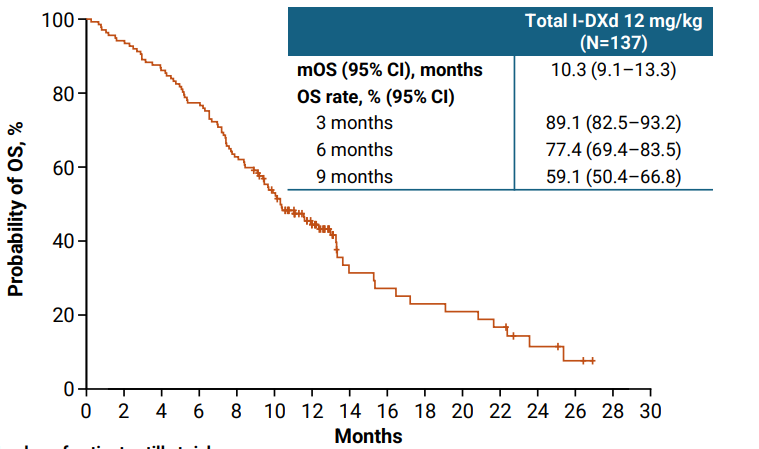 Total I-DXd 12 mg/kg
(N=137)
mOS (95% CI), months 10.3 (9.1–13.3)
OS rate, % (95% CI)
3 months 89.1 (82.5–93.2)
6 months 77.4 (69.4–83.5)
9 months 59.1 (50.4–66.8)
Probability of OS, %
100
80
60
40
20
0
0 2 4 6 8 10 12 14 16 18 20 22 24 26 28 30
Months